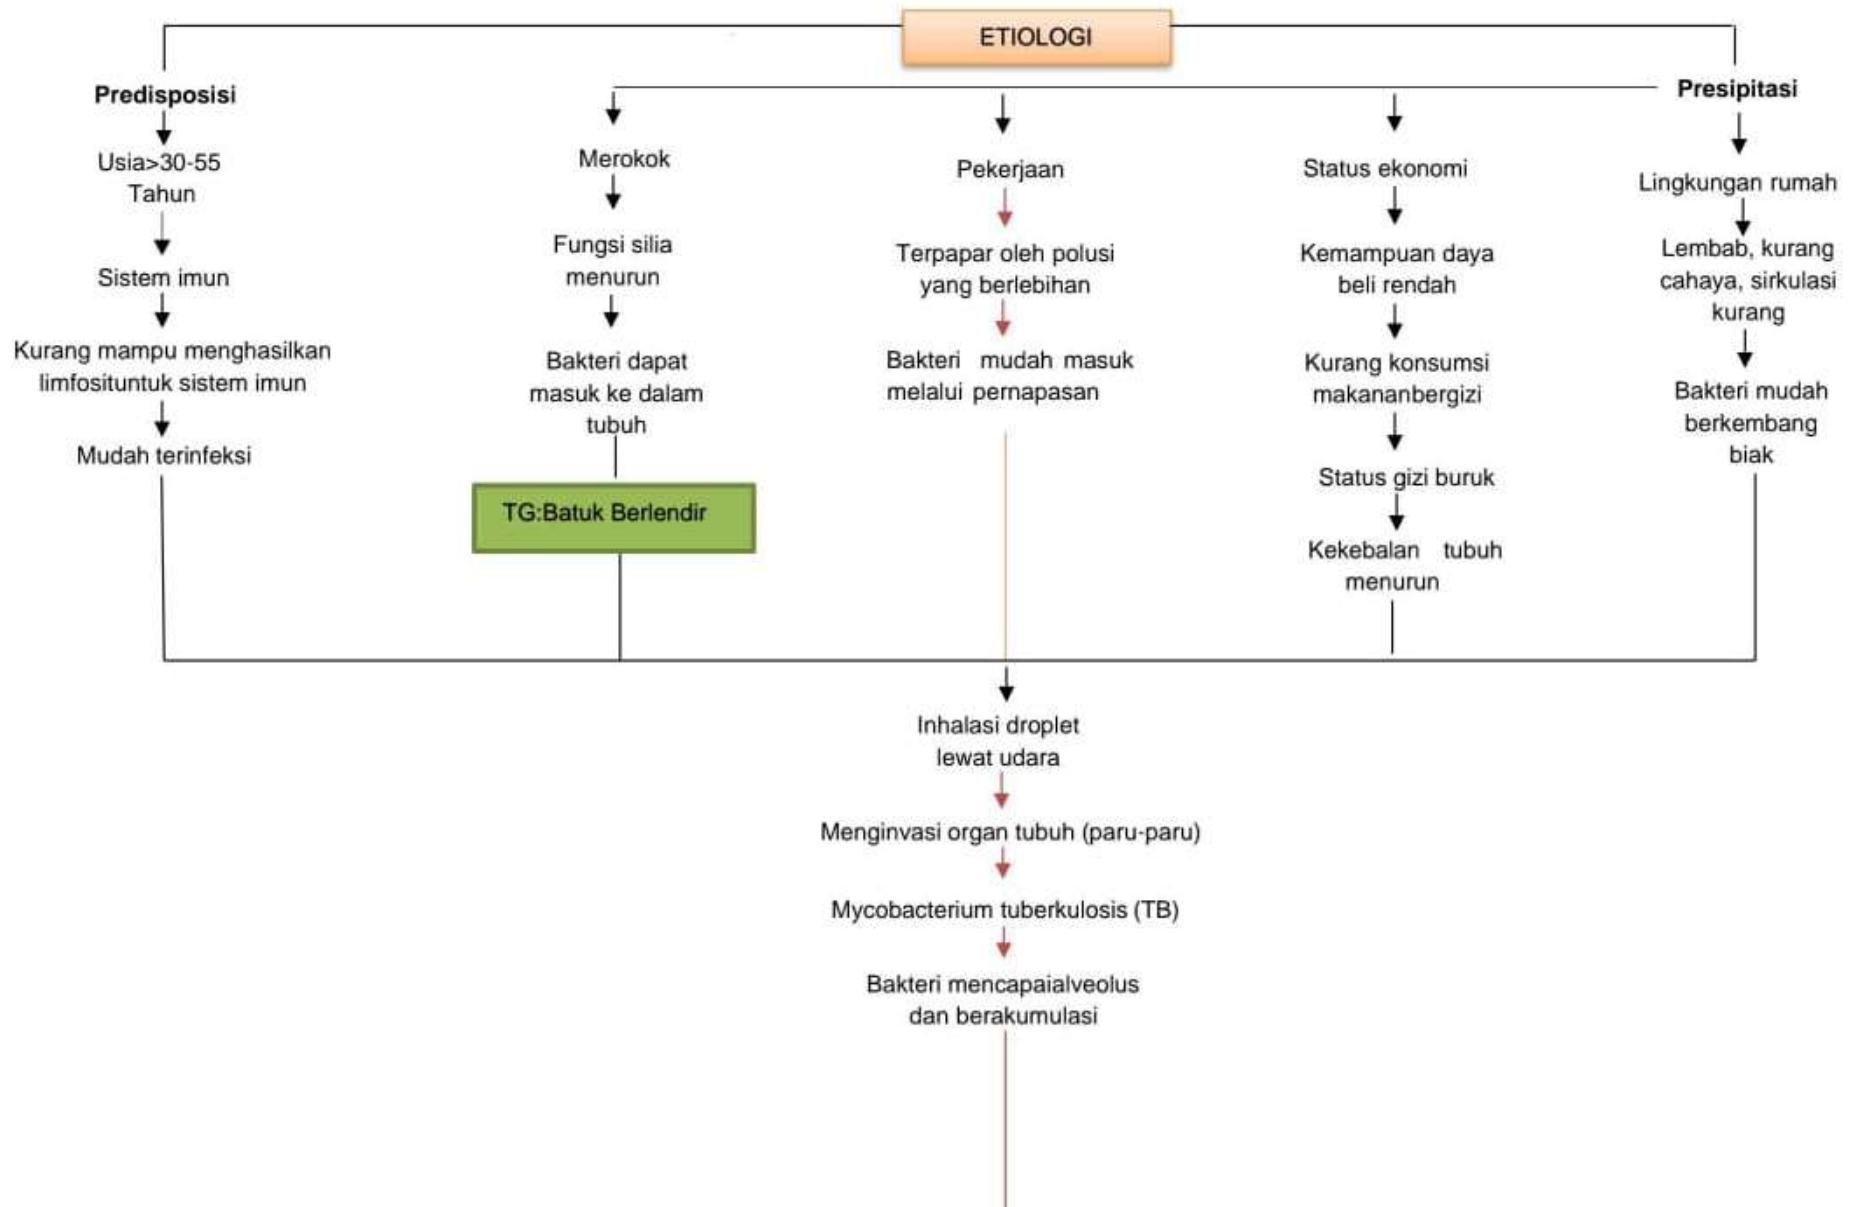 ETIOLOGI
Predisposisi
Usia>30-55
Tahun
Sistem imun
Kurang mampu menghasilkan
limfosituntuk sistem imun
Mudah terinfeksi
Merokok
Fungsi silia
menurun
Bakteri dapat
masuk ke dalam
tubuh
TG:Batuk Berlendir
Pekerjaan
Terpapar oleh polusi
yang berlebihan
Bakteri mudah masuk
melalui pernapasan
Status ekonomi
Kemampuan daya
beli rendah
Kurang konsumsi
makananbergizi
Status gizi buruk
Kekebalan tubuh
menurun
Presipitasi
Lingkungan rumah
Lembab, kurang
cahaya, sirkulasi
kurang
Bakteri mudah
berkembang
biak
Inhalasi droplet
lewat udara
Menginvasi organ tubuh (paru-paru)
Mycobacterium tuberkulosis (TB)
Bakteri mencapaialveolus
dan berakumulasi